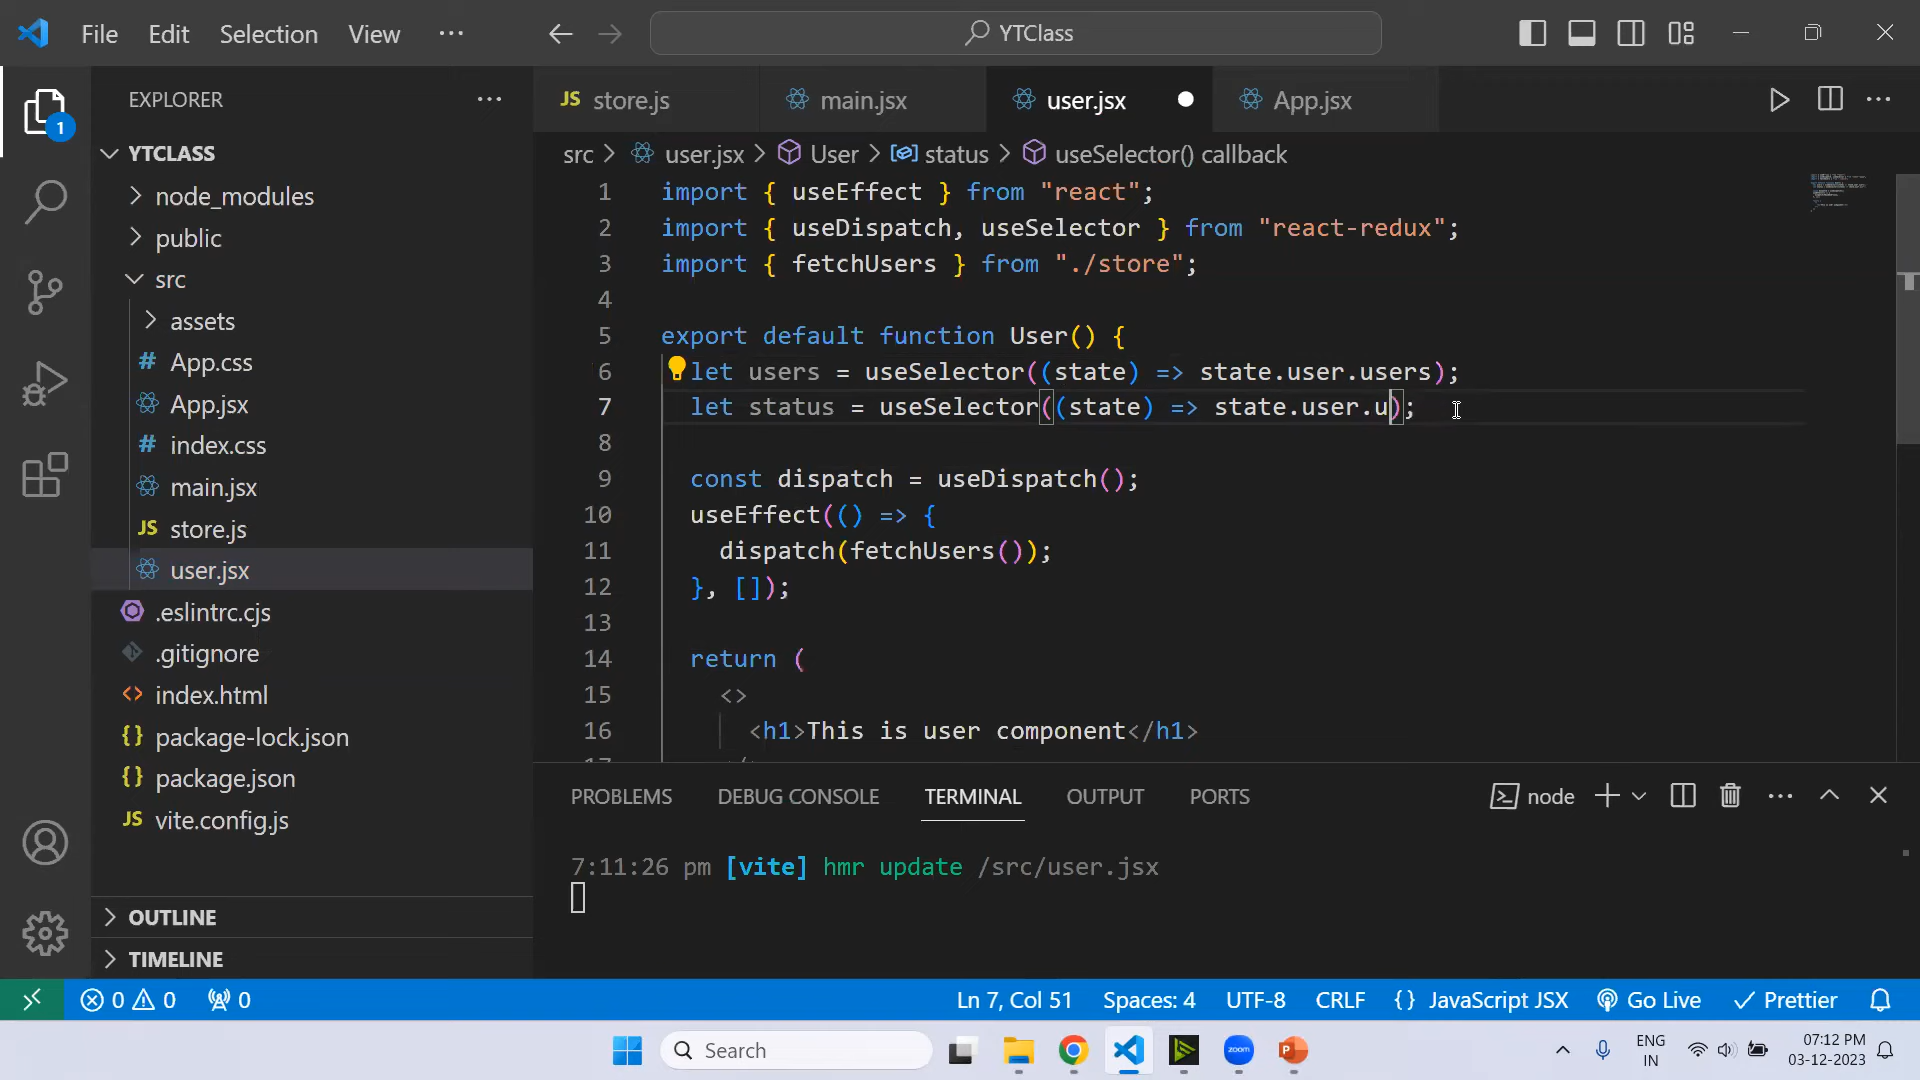 File Edit Selection View ··· YTClass
EXPLORER ···
YTCLASS
node_modules
public
src
assets
# App.css
App.jsx
# index.css
main.jsx
JS store.js
user.jsx
.eslintrc.cjs
.gitignore
<> index.html
{} package-lock.json
{} package.json
JS vite.config.js
OUTLINE
TIMELINE
1
JS store.js main.jsx user.jsx App.jsx ···
src > user.jsx > User > status > useSelector() callback
1 import { useEffect } from "react";
2 import { useDispatch, useSelector } from "react-redux";
3 import { fetchUsers } from "./store";
4
5 export default function User() {
6 let users = useSelector((state) => state.user.users);
7 let status = useSelector((state) => state.user.u);
8
9 const dispatch = useDispatch();
10 useEffect(() => {
11 dispatch(fetchUsers());
12 }, []);
13
14 return (
15 <>
16 <h1>This is user component</h1>
PROBLEMS DEBUG CONSOLE TERMINAL OUTPUT PORTS node ···
7:11:26 pm [vite] hmr update /src/user.jsx
0 0 0 Ln 7, Col 51 Spaces: 4 UTF-8 CRLF {} JavaScript JSX Go Live Prettier
Search zoom P ENG IN 07:12 PM 03-12-2023